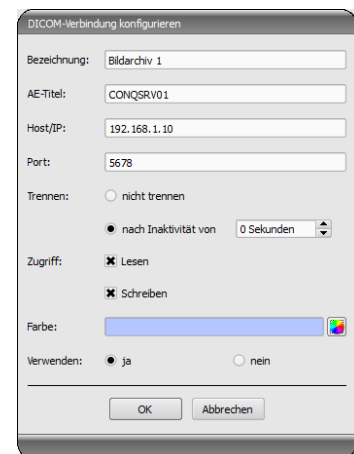 DICOM-Verbindung konfigurieren
Bezeichnung: Bildarchiv 1
AE-Titel: CONQSRV01
Host/IP: 192.168.1.10
Port: 5678
Trennen: nicht trennen
nach Inaktivität von 0 Sekunden
Zugriff: Lesen
Schreiben
Farbe:
Verwenden: ja nein
OK Abbrechen